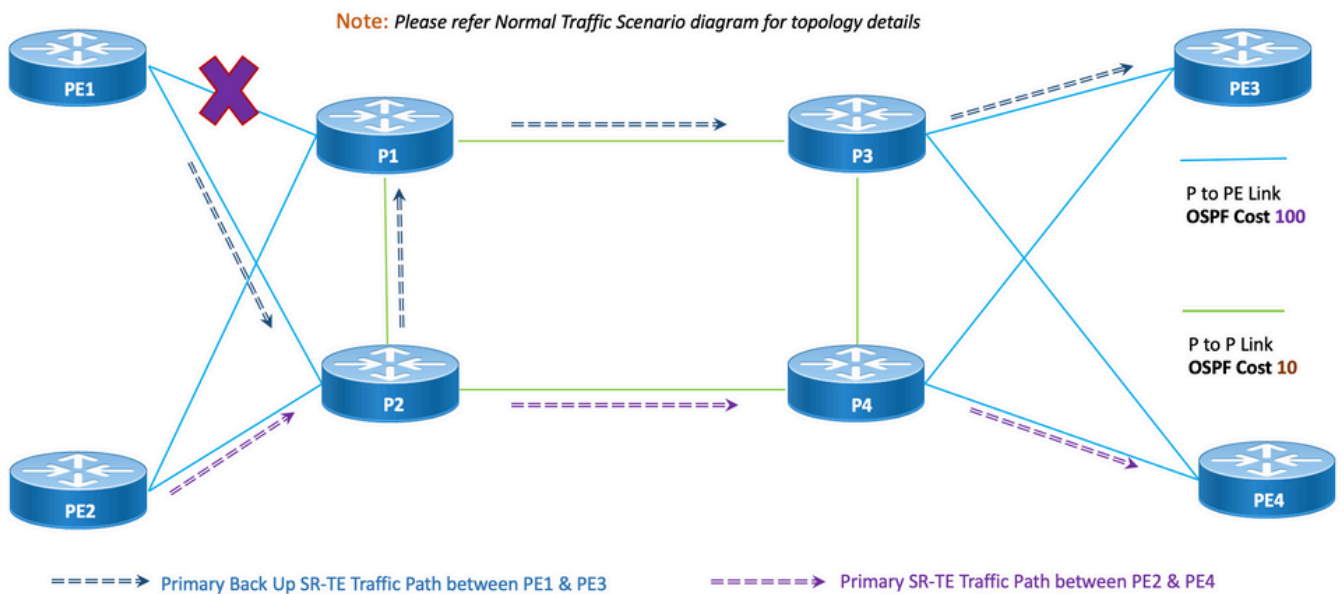 Note: Please refer Normal Traffic Scenario diagram for topology details
PE1
PE3
P1
P3
P to PE Link
OSPF Cost 100
P to P Link
OSPF Cost 10
P2
P4
PE2
PE4
Primary Back Up SR-TE Traffic Path between PE1 & PE3
Primary SR-TE Traffic Path between PE2 & PE4